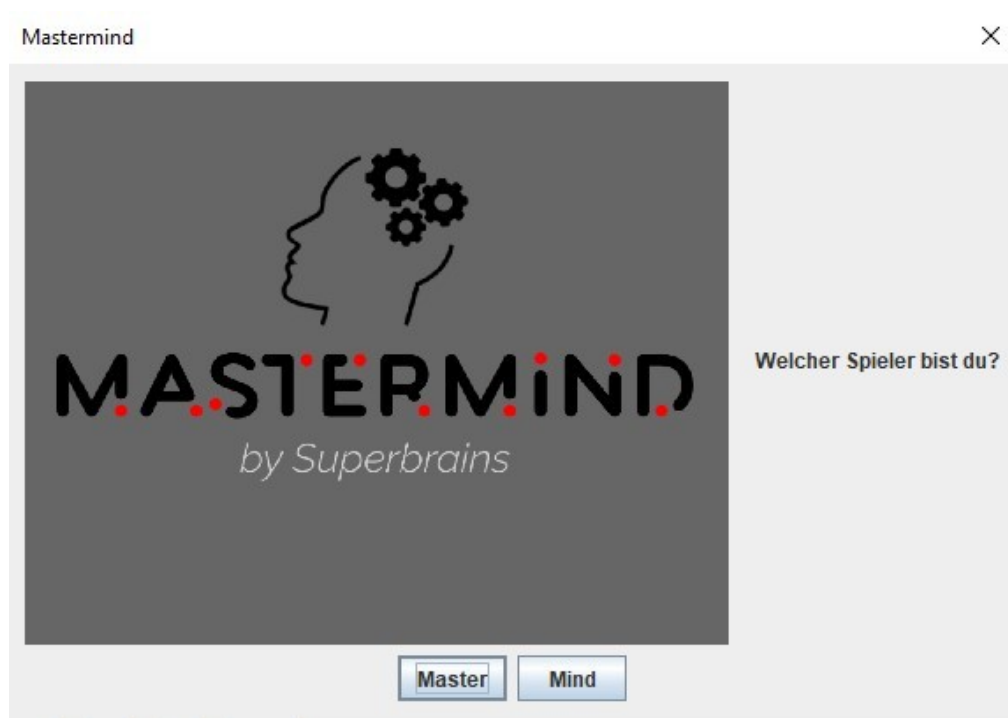 Mastermind
MASTERMiND
by Superbrains
Welcher Spieler bist du?
Master
Mind